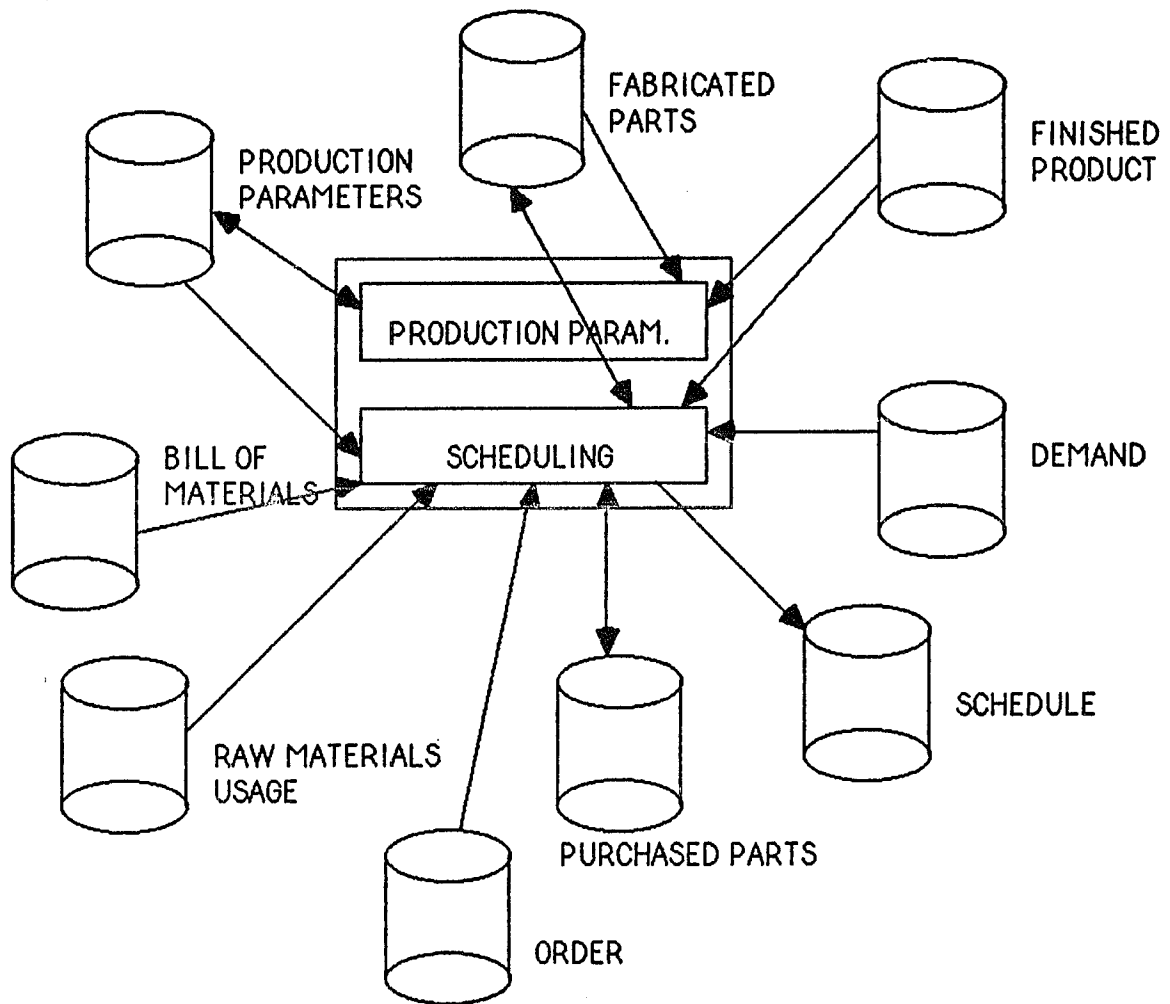 FABRICATED
PARTS
FINISHED
PRODUCT
PRODUCTION
PARAMETERS
PRODUCTION PARAM.
SCHEDULING
BILL OF
MATERIALS
DEMAND
SCHEDULE
RAW MATERIALS
USAGE
PURCHASED PARTS
ORDER